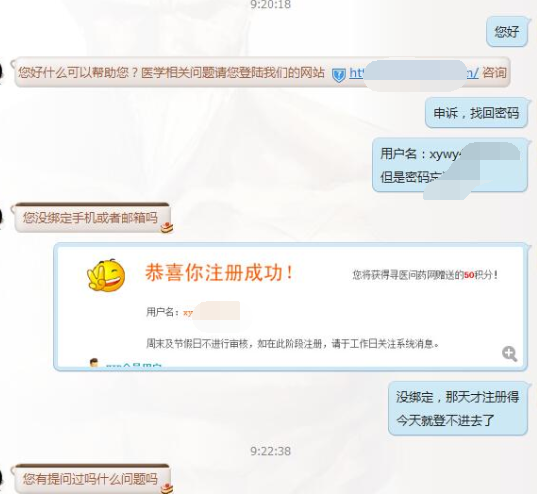 9:20:18
您好
您好什么可以帮助您？医学相关问题请您登陆我们的网站 htt n/ 咨询
申诉，找回密码
用户名：xywy
但是密码忘
您没绑定手机或者邮箱吗
恭喜你注册成功！
您将获得寻医问药网赠送的50积分！
用户名：xy
周末及节假日不进行审核，如在此阶段注册，请于工作日关注系统消息。
没绑定，那天才注册得
今天就登不进去了
9:22:38
您有提问过吗什么问题吗